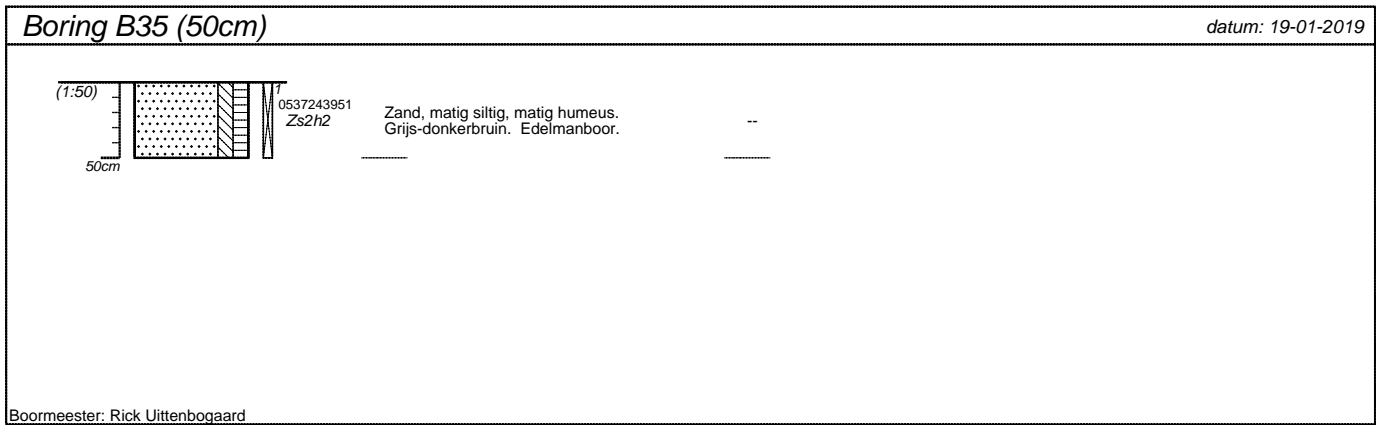 Boring B35 (50cm)
datum: 19-01-2019
(1:50)
1
0537243951
Zs2h2
Zand, matig siltig, matig humeus.
Grijs-donkerbruin. Edelmanboor.
--
50cm
Boormeester: Rick Uittenbogaard